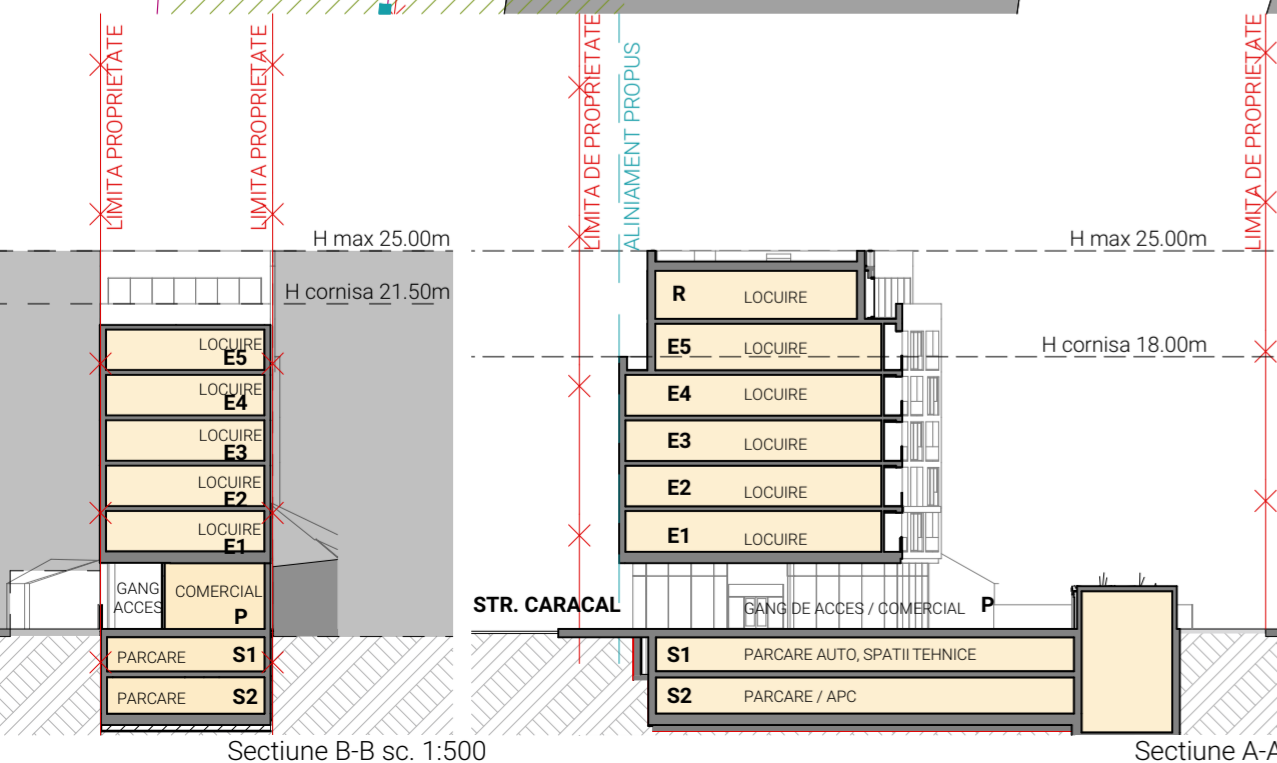 LIMITA PROPRIETATE
LIMITA PROPRIETATE
H max 25.00m
H cornisa 21.50m
LOCUIRE
E5
LOCUIRE
E4
LOCUIRE
E3
LOCUIRE
E2
LOCUIRE
E1
GANG
ACCES
COMERCIAL
P
PARCARE S1
PARCARE S2
Sectiune B-B sc. 1:500
LIMITA DE PROPRIETATE
ALINIAMENT PROPUS
LIMITA DE PROPRIETATE
H max 25.00m
H cornisa 18.00m
R LOCUIRE
E5 LOCUIRE
E4 LOCUIRE
E3 LOCUIRE
E2 LOCUIRE
E1 LOCUIRE
STR. CARACAL
GANG DE ACCES / COMERCIAL P
S1 PARCARE AUTO, SPATII TEHNICE
S2 PARCARE / APC
Sectiune A-A